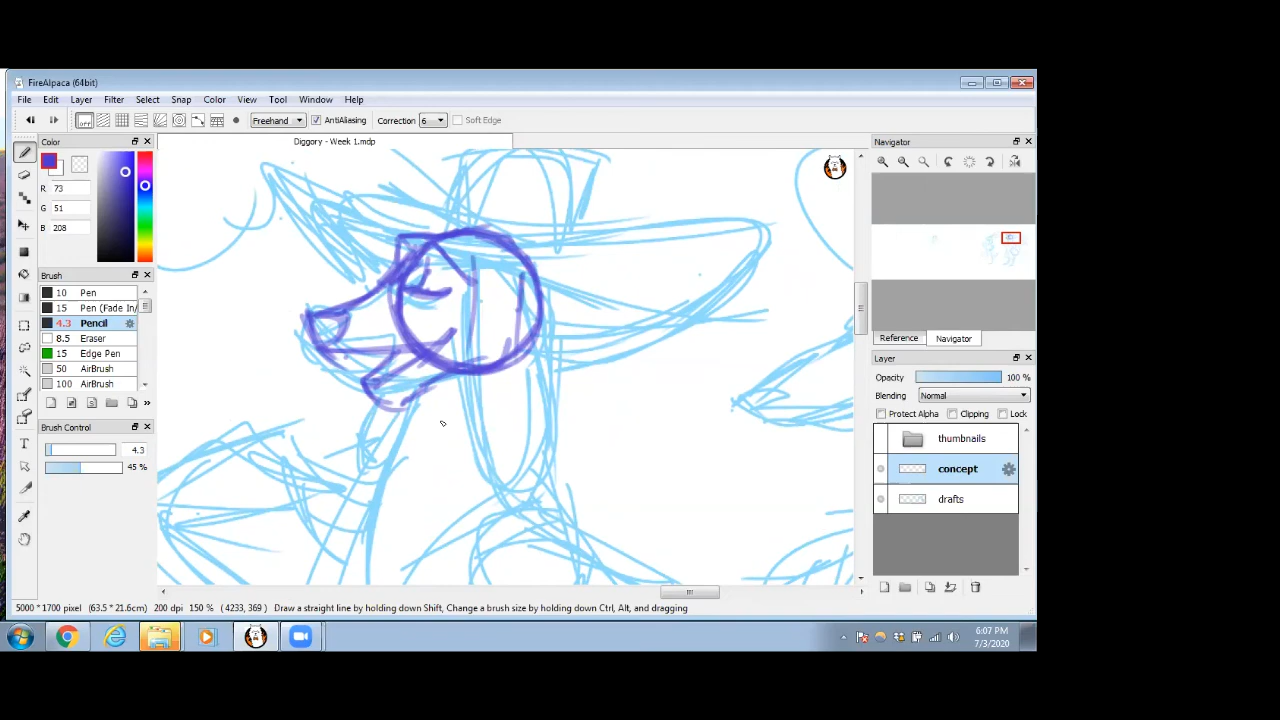 FireAlpaca (64bit)
File Edit Layer Filter Select Snap Color View Tool Window Help
off Freehand AntiAliasing Correction 6 Soft Edge
Color
Diggory - Week 1.mdp
Navigator
R 73
G 51
B 208
Brush
10 Pen
15 Pen (Fade In/
4.3 Pencil
8.5 Eraser
15 Edge Pen
50 AirBrush
100 AirBrush
Reference Navigator
Layer
Opacity 100 %
Blending Normal
Protect Alpha Clipping Lock
Brush Control
4.3
45 %
thumbnails
concept
drafts
5000 * 1700 pixel (63.5 * 21.6cm) 200 dpi 150 % ( 4233, 369 ) Draw a straight line by holding down Shift, Change a brush size by holding down Ctrl, Alt, and dragging
6:07 PM
7/3/2020